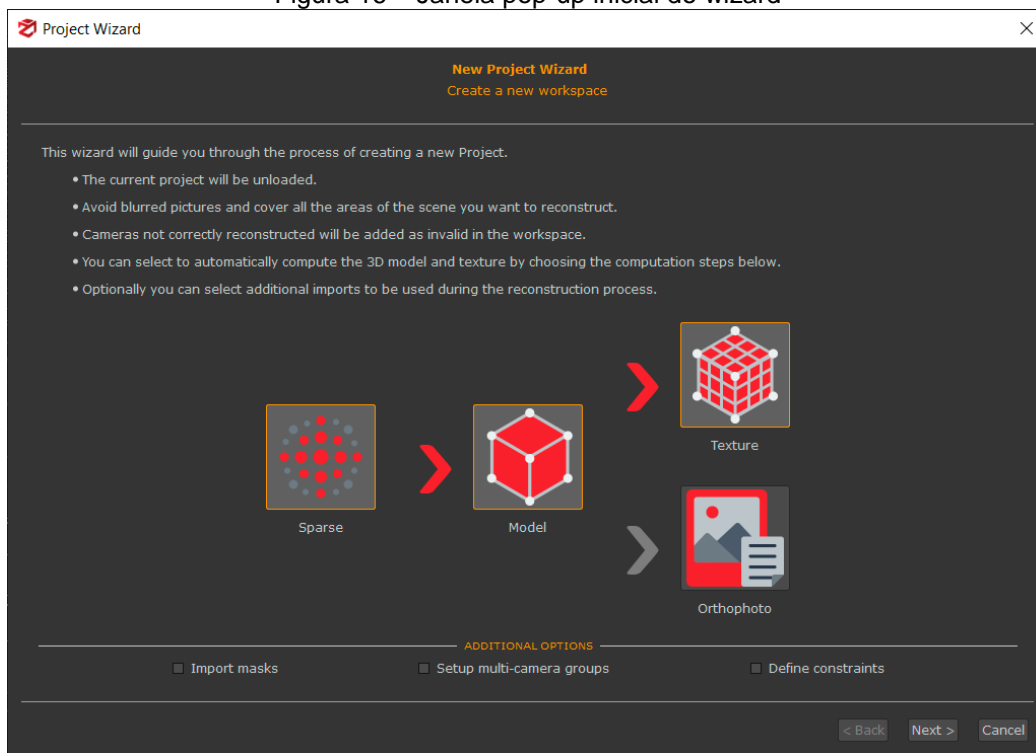 Project Wizard
New Project Wizard
Create a new workspace
This wizard will guide you through the process of creating a new Project.
• The current project will be unloaded.
• Avoid blurred pictures and cover all the areas of the scene you want to reconstruct.
• Cameras not correctly reconstructed will be added as invalid in the workspace.
• You can select to automatically compute the 3D model and texture by choosing the computation steps below.
• Optionally you can select additional imports to be used during the reconstruction process.
Texture
Sparse
Model
Orthophoto
ADDITIONAL OPTIONS
Import masks
Setup multi-camera groups
Define constraints
< Back
Next >
Cancel